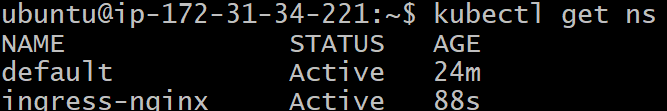 ubuntu@ip-172-31-34-221:~$ kubectl get ns
NAME STATUS AGE
default Active 24m
ingress-nginx Active 88s